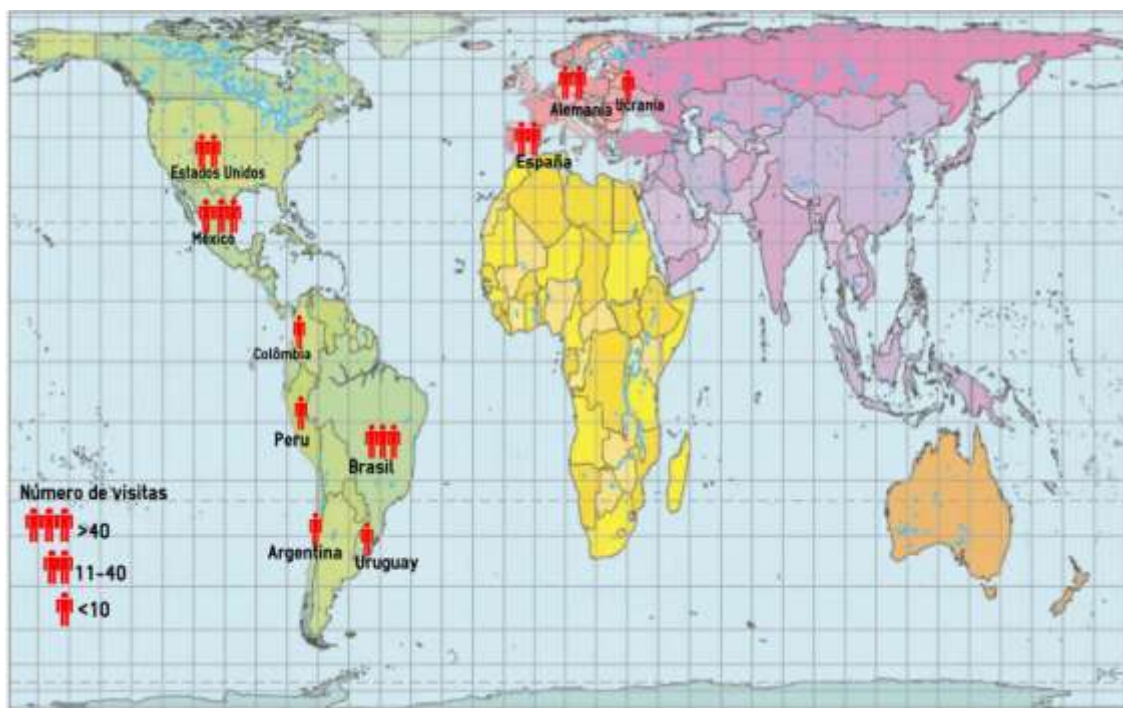 Alemania
Ucrania
España
Estados Unidos
México
Colômbia
Peru
Brasil
Argentina
Uruguay
Número de visitas
>40
11-40
<10